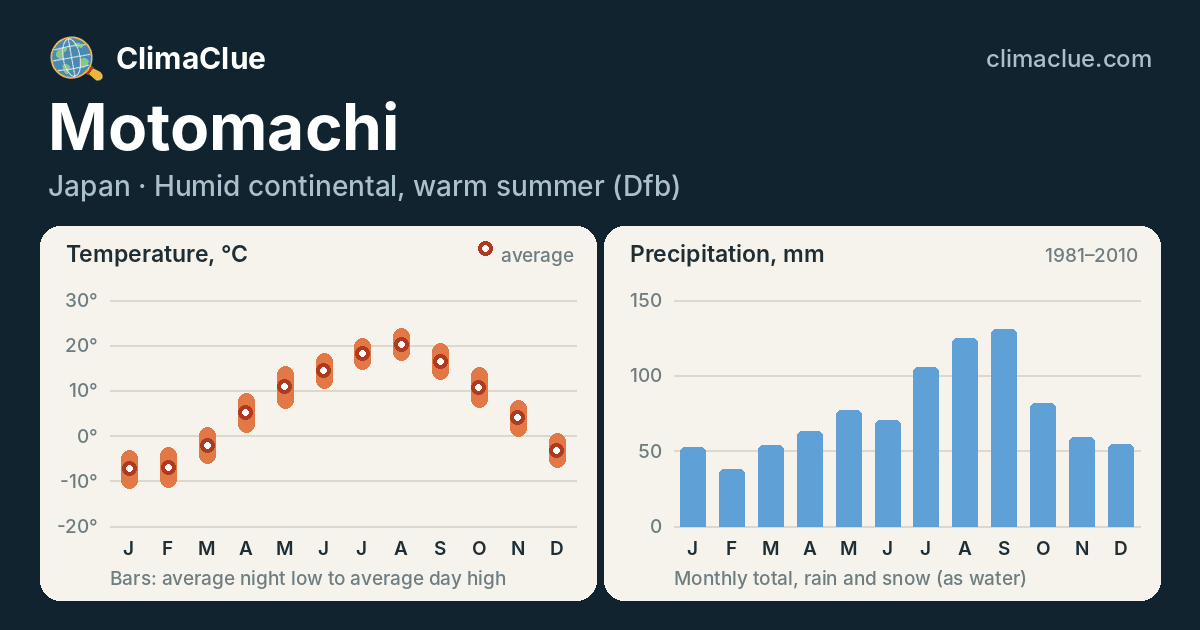 ClimaClue
climaclue.com
Motomachi
Japan · Humid continental, warm summer (Dfb)
Temperature, °C
average
30°
20°
10°
0°
-10°
-20°
J F M A M J J A S O N D
Bars: average night low to average day high
Precipitation, mm
1981–2010
150
100
50
0
J F M A M J J A S O N D
Monthly total, rain and snow (as water)